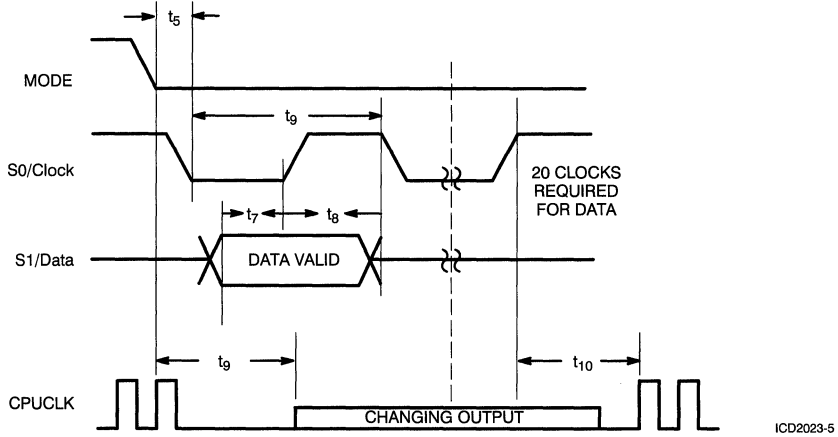 t5
MODE
t9
S0/Clock
20 CLOCKS
REQUIRED
FOR DATA
t7
t8
S1/Data
DATA VALID
t9
t10
CPUCLK
CHANGING OUTPUT
ICD2023-5